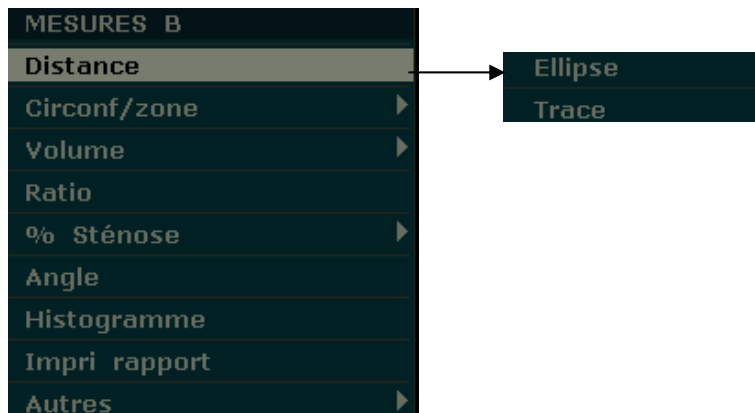 MESURES B
Distance
Circonf/zone
Volume
Ratio
% Sténose
Angle
Histogramme
Impri rapport
Autres
Ellipse
Trace